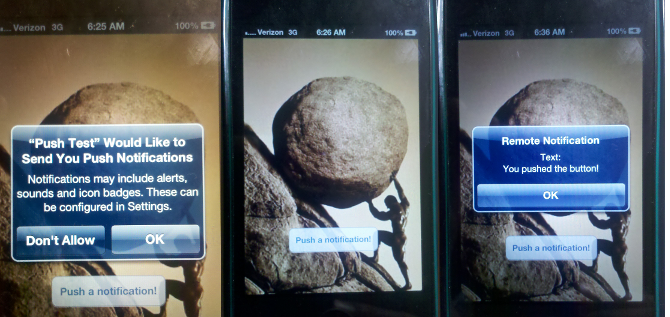 Verizon 3G 6:25 AM 100%
"Push Test" Would Like to
Send You Push Notifications
Notifications may include alerts,
sounds and icon badges. These can
be configured in Settings.
Don't Allow OK
Push a notification!
Verizon 3G 6:26 AM 100%
Push a notification!
Verizon 3G 6:36 AM 100%
Remote Notification
Text:
You pushed the button!
OK
Push a notification!